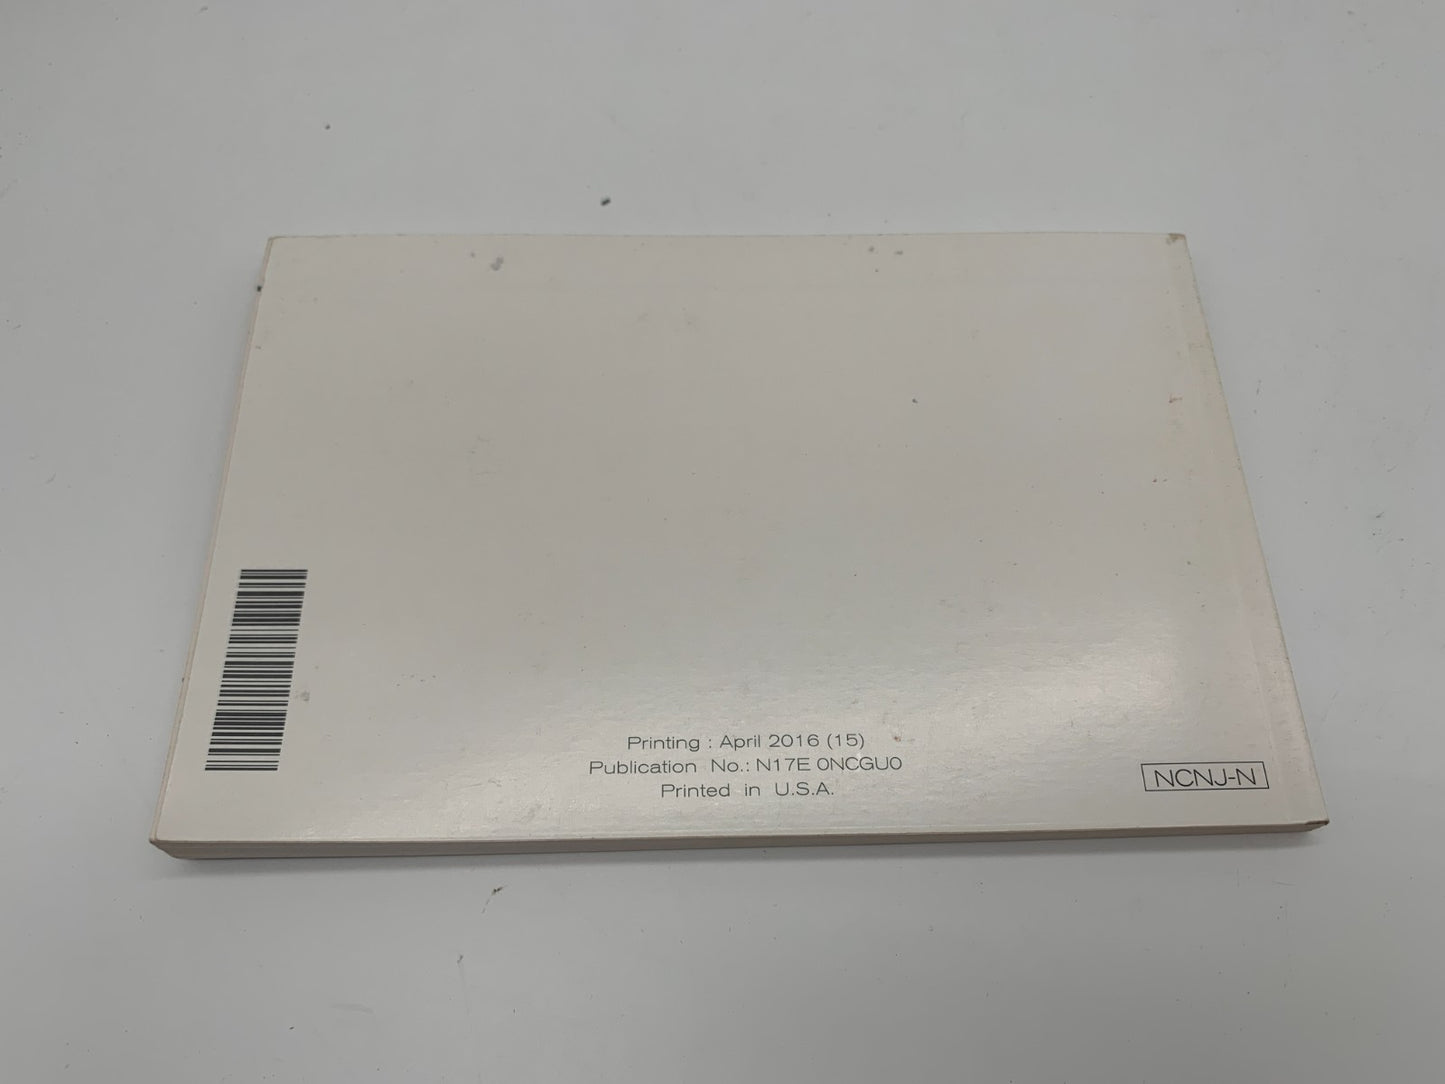 Printing : April 2016 (15)
Publication No.: N17E 0NCGU0
Printed in U.S.A.
NCNJ-N